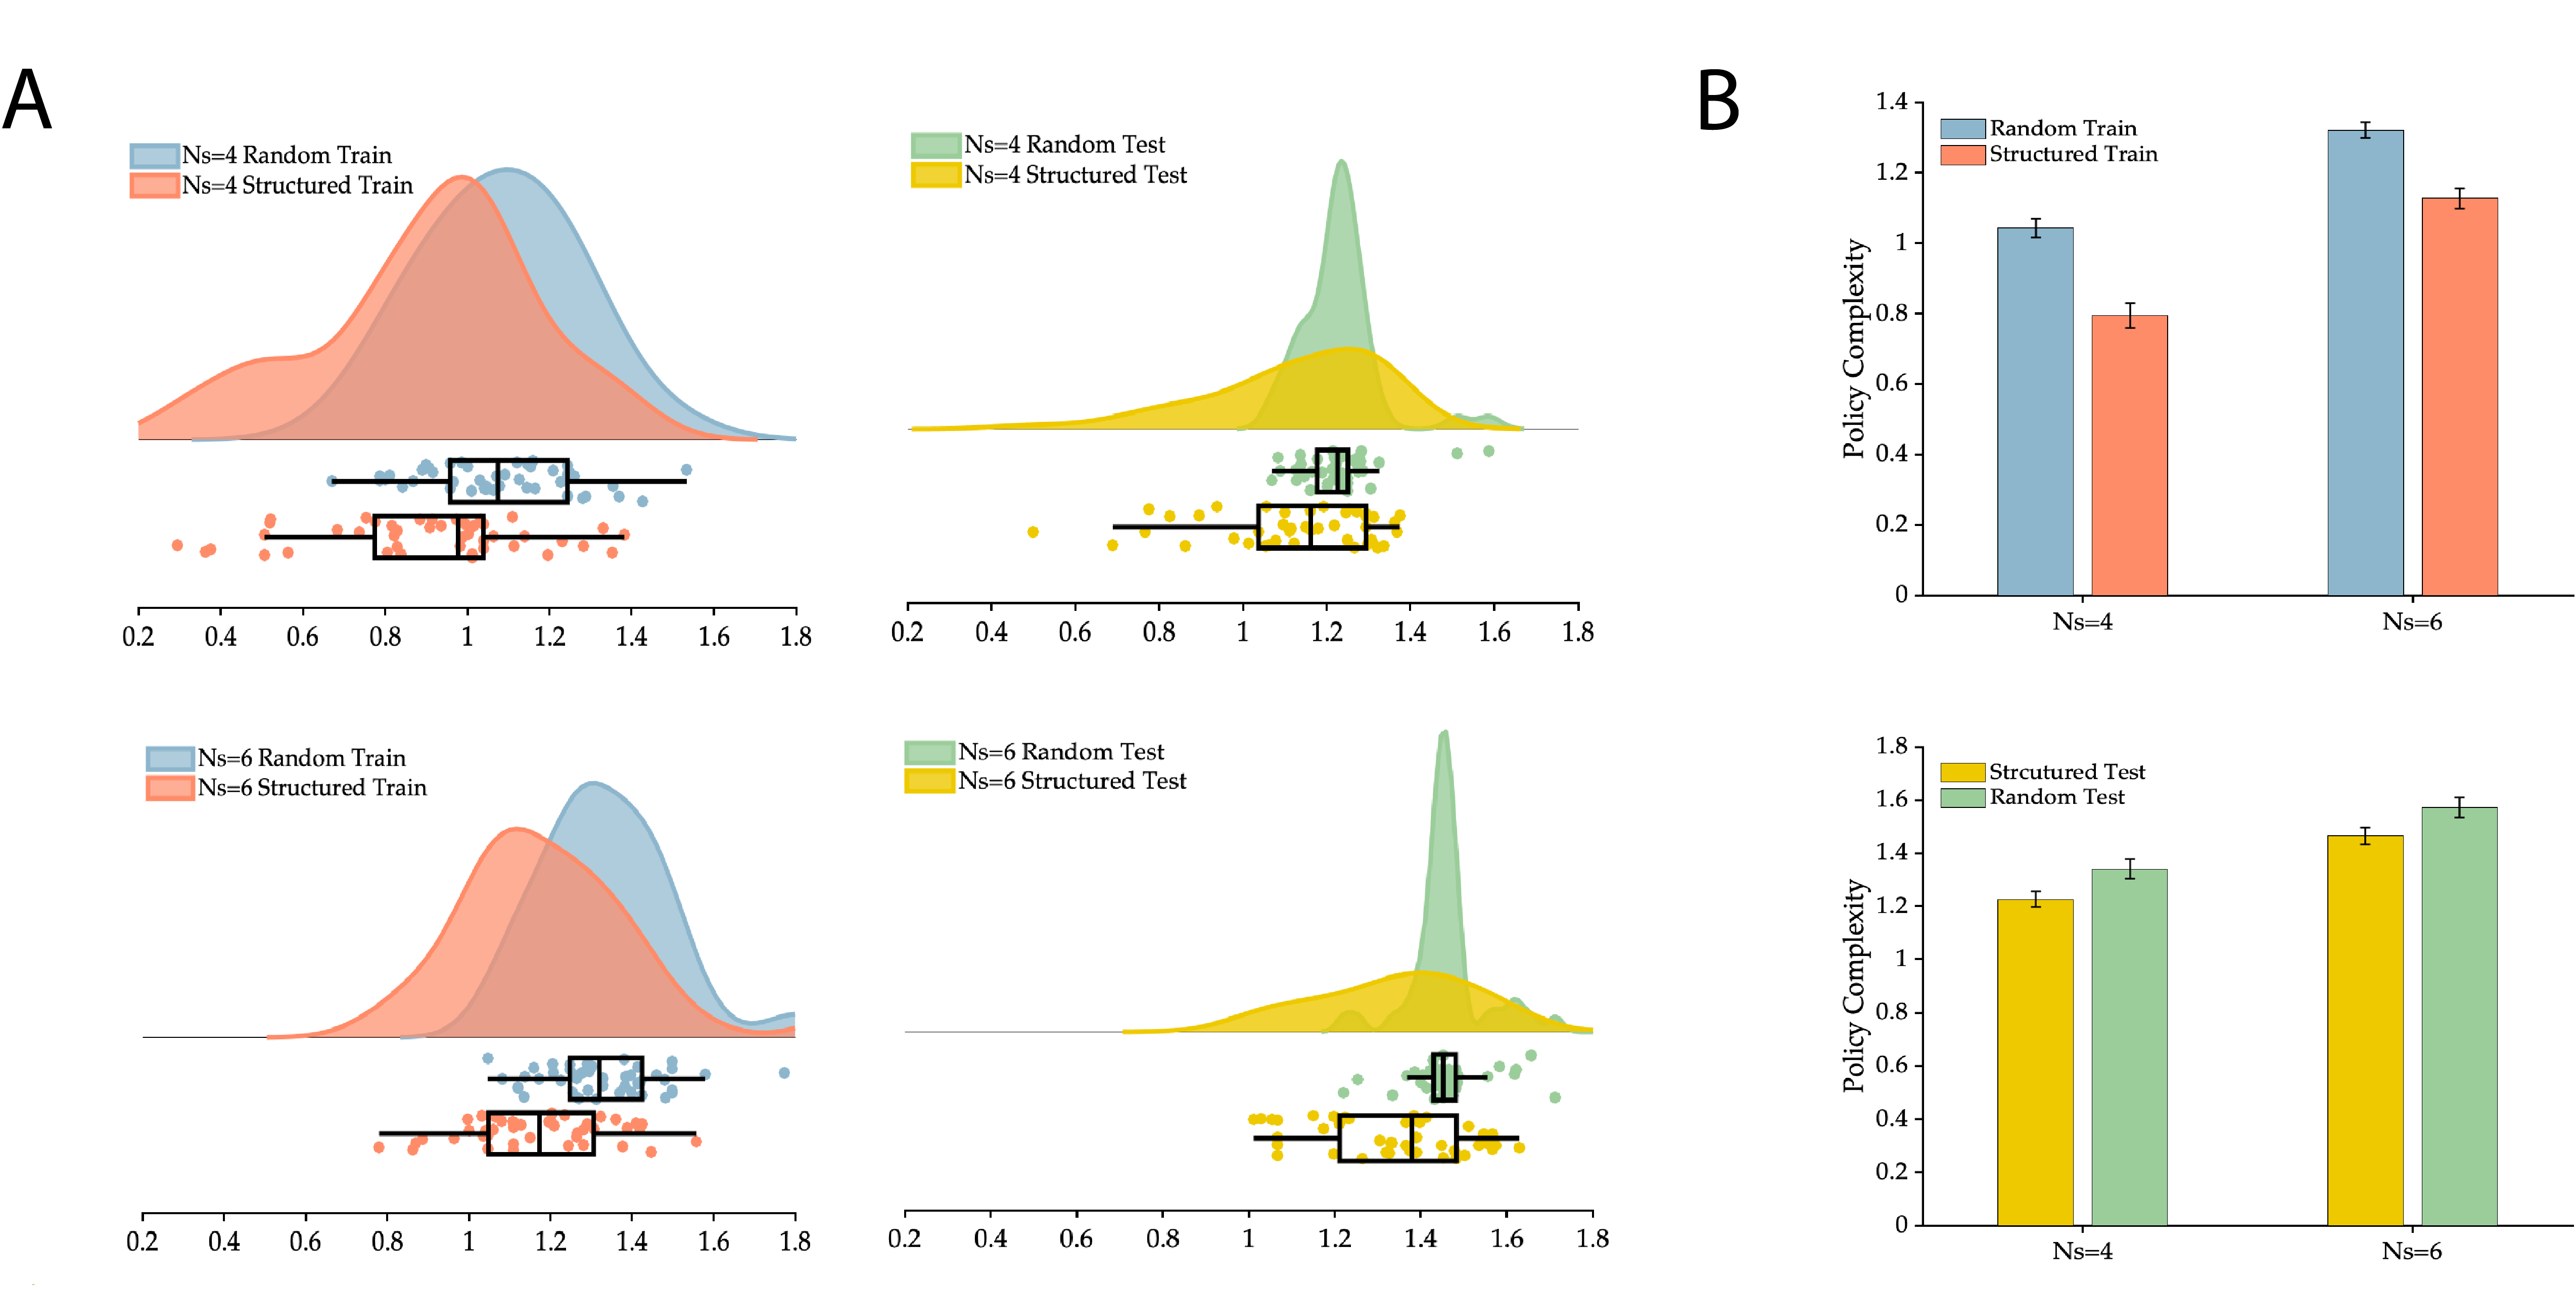 A
Ns=4 Random Train
Ns=4 Structured Train
0.2 0.4 0.6 0.8 1 1.2 1.4 1.6 1.8
Ns=4 Random Test
Ns=4 Structured Test
0.2 0.4 0.6 0.8 1 1.2 1.4 1.6 1.8
Ns=6 Random Train
Ns=6 Structured Train
0.2 0.4 0.6 0.8 1 1.2 1.4 1.6 1.8
Ns=6 Random Test
Ns=6 Structured Test
0.2 0.4 0.6 0.8 1 1.2 1.4 1.6 1.8
B
Policy Complexity
1.4
1.2
1
0.8
0.6
0.4
0.2
0
Random Train
Structured Train
Ns=4 Ns=6
Policy Complexity
1.8
1.6
1.4
1.2
1
0.8
0.6
0.4
0.2
0
Strcutured Test
Random Test
Ns=4 Ns=6